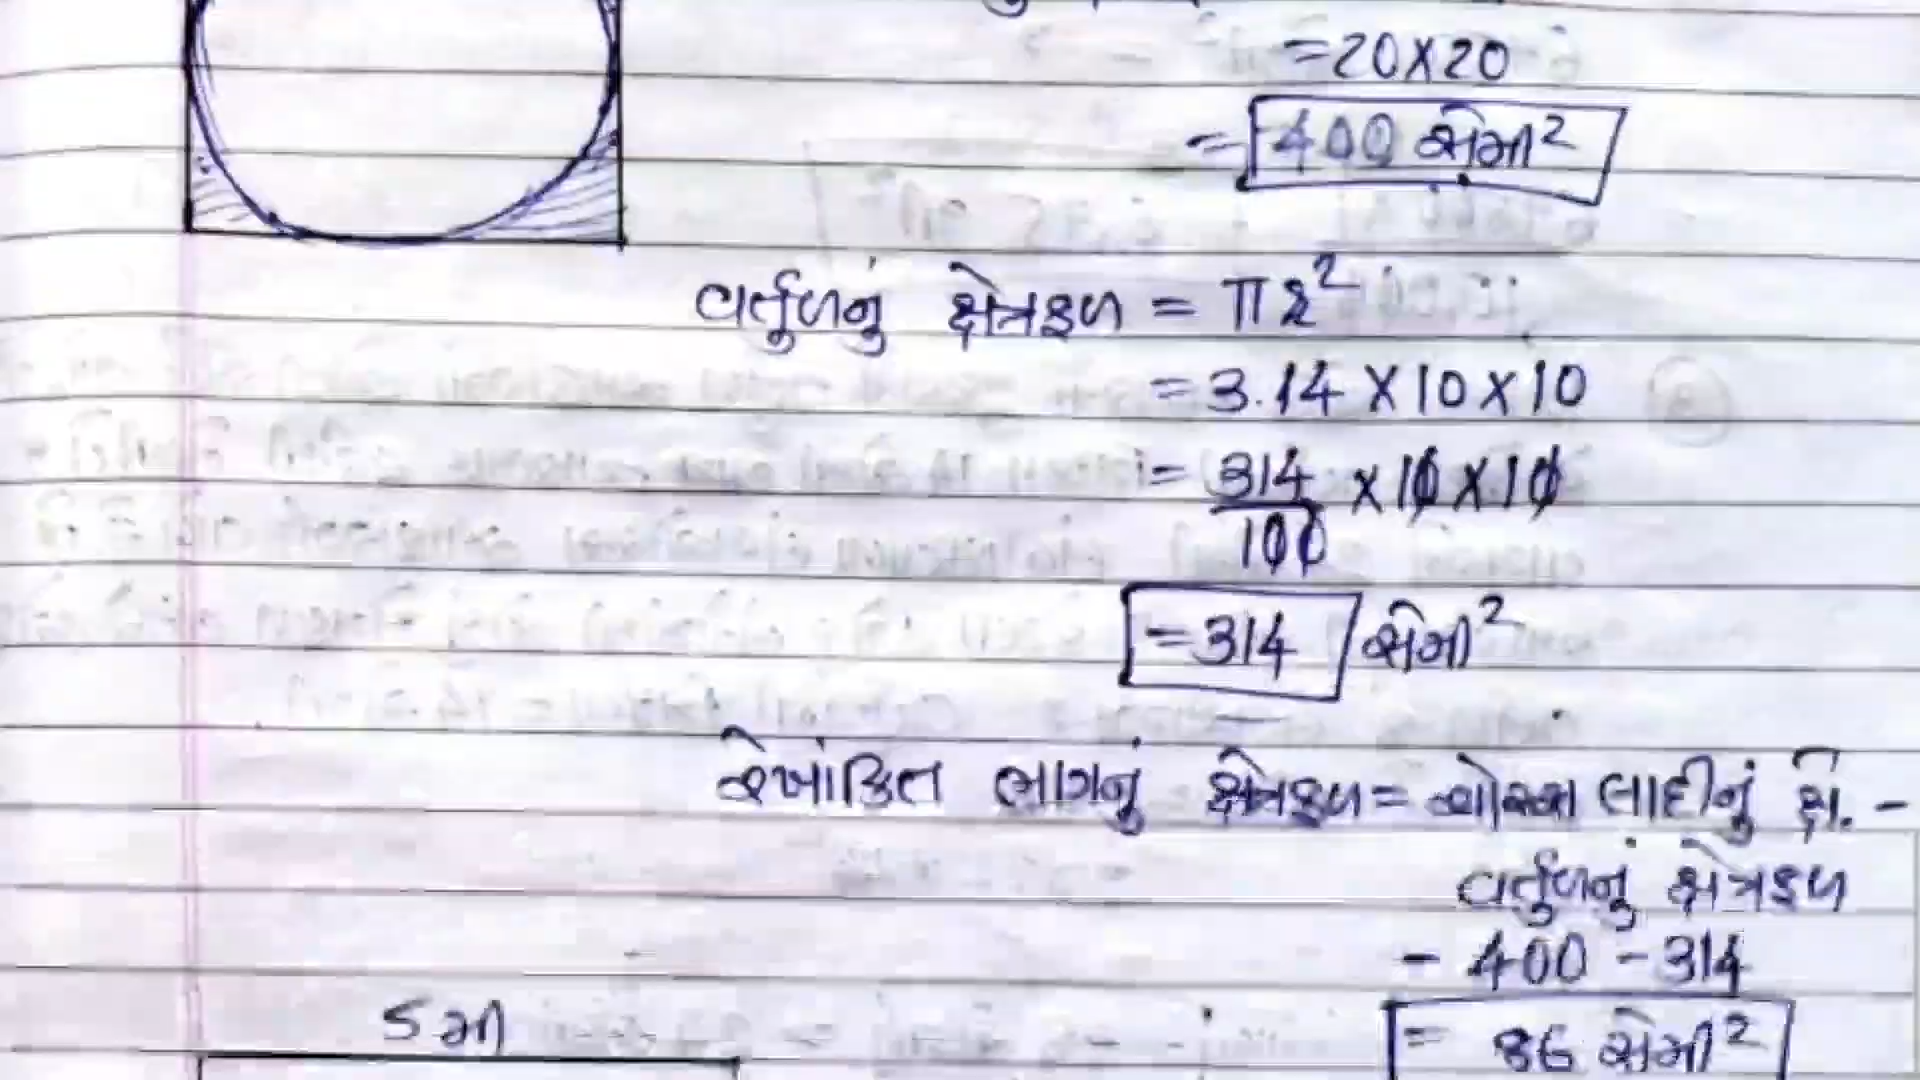 =20×20
= 400 સેમી²
વર્તુળનું ક્ષેત્રફળ = πર²
= 3.14 × 10 × 10
= 314/100 × 10 × 10
= 314 સેમી²
રેખાંકિત ભાગનું ક્ષેત્રફળ = ચોરસ લાદીનું ક્ષે. -
વર્તુળનું ક્ષેત્રફળ
- 400 - 314
= 86 સેમી²
5 મી